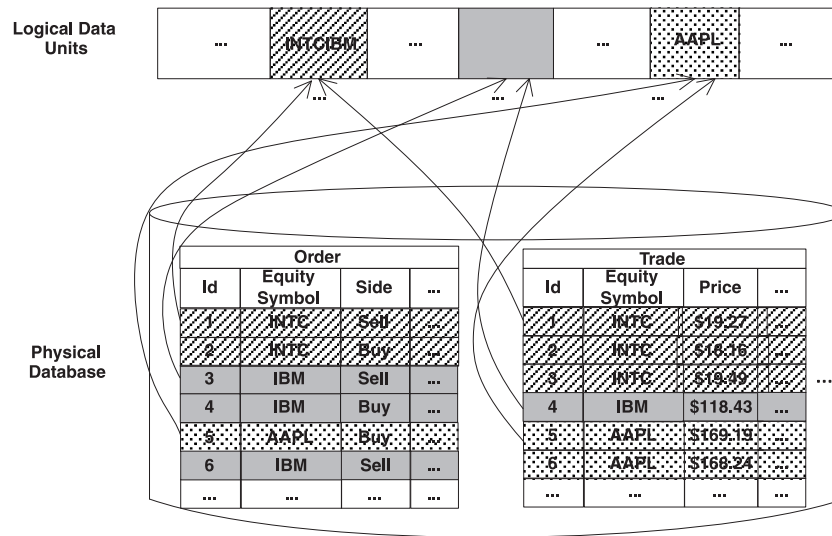 Logical Data
Units
... INTCIBM ... ... AAPL ...
... ... ...
Order
Id Equity Symbol Side ...
1 INTC Sell ...
2 INTC Buy ...
3 IBM Sell ...
4 IBM Buy ...
5 AAPL Buy ...
6 IBM Sell ...
... ... ... ...
Trade
Id Equity Symbol Price ...
1 INTC $19.27 ...
2 INTC $18.16 ...
3 INTC $19.49 ...
4 IBM $118.43 ...
5 AAPL $169.19 ...
6 AAPL $168.24 ...
... ... ... ...
...
Physical
Database